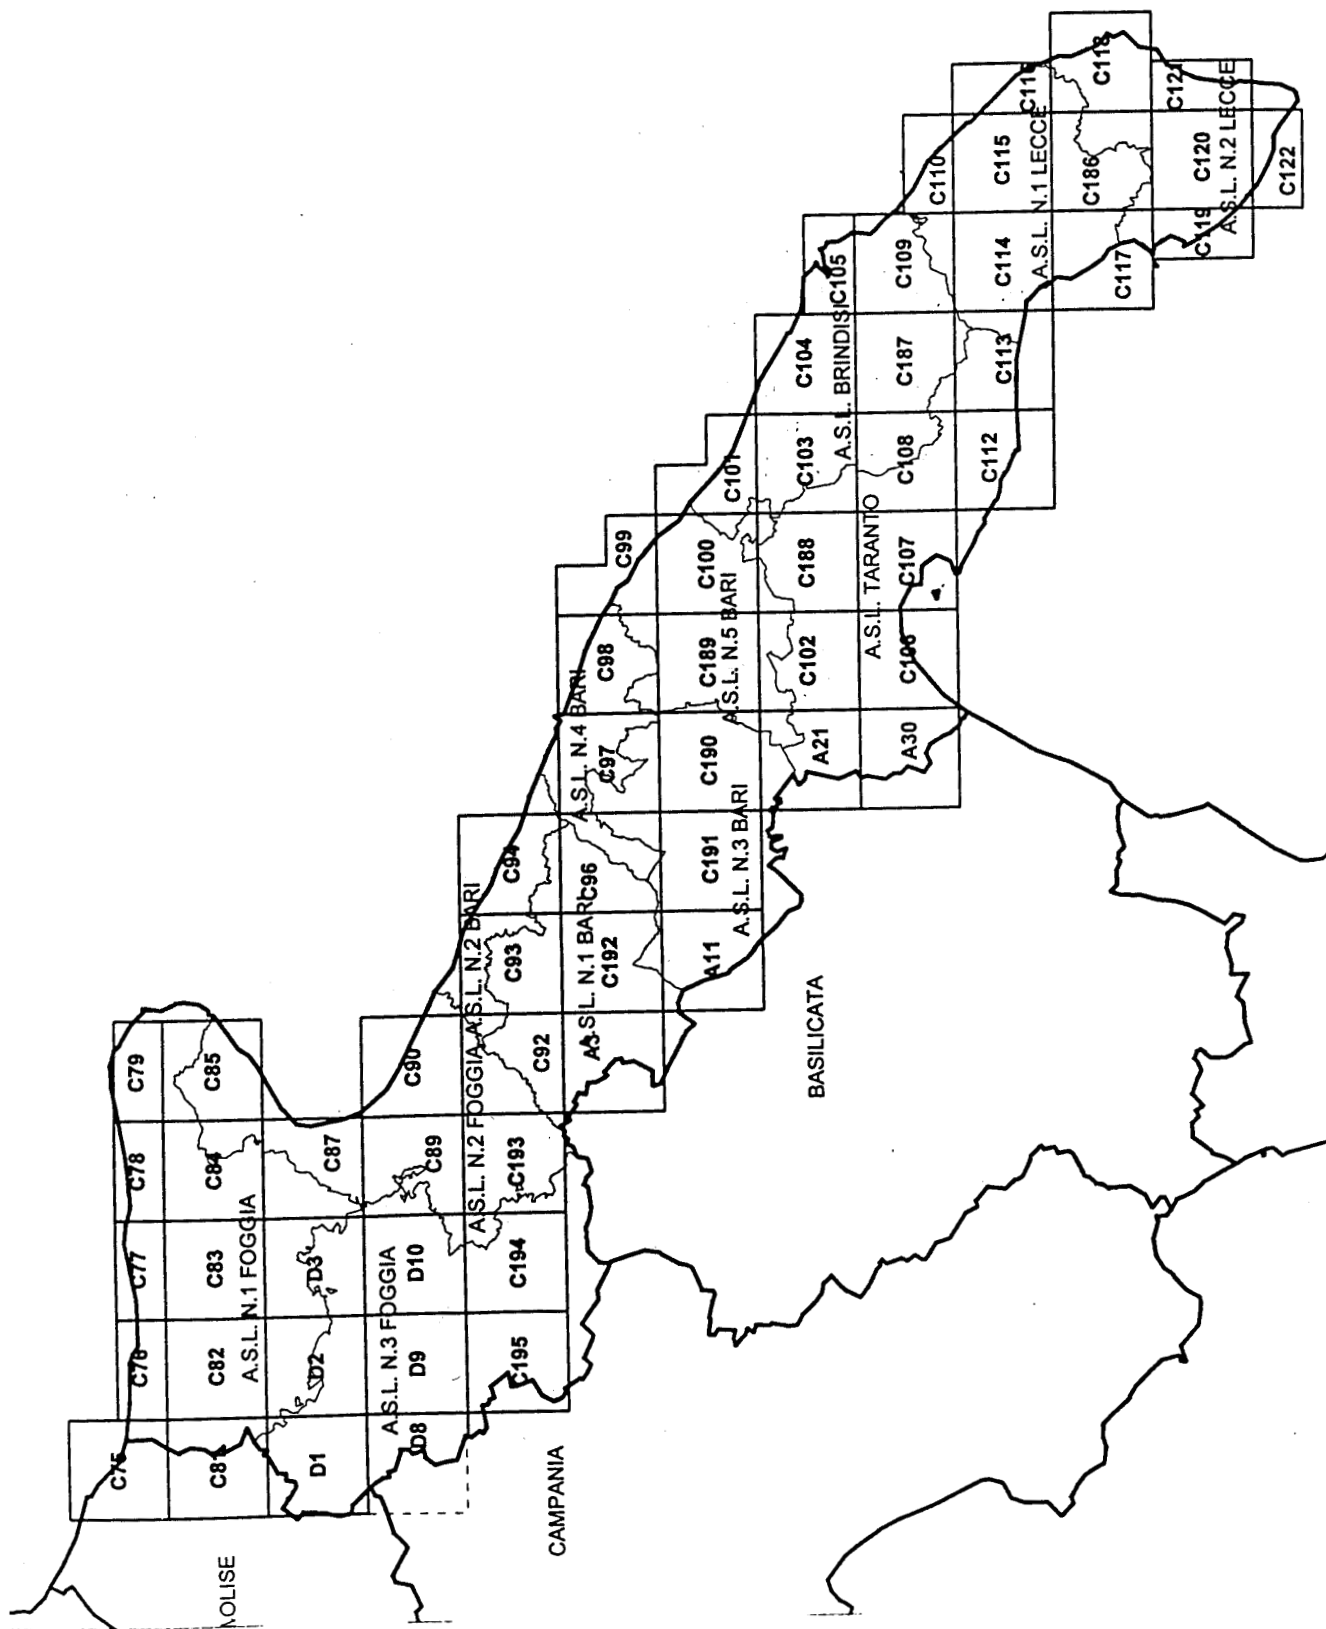 C75
C76
C77
C78
C79
C81
C82
C83
C84
C85
A.S.L. N.1 FOGGIA
D1
D2
D3
C87
D8
D9
D10
C89
C90
A.S.L. N.3 FOGGIA
A.S.L. N.2 FOGGIA
A.S.L. N.2 BARI
C195
C194
C193
C92
C93
C94
A3
C192
C96
C97
C98
C99
A.S.L. N.1 BARI
A.S.L. N.4 BARI
A11
C191
C190
C189
C100
C101
A.S.L. N.3 BARI
A.S.L. N.5 BARI
A21
C102
C188
C103
C104
C105
A.S.L. BRINDISI
A30
C106
C107
C108
C187
C109
C110
A.S.L. TARANTO
C112
C113
C114
C115
A.S.L. N.1 LECCE
C117
C186
C118
C119
C120
C121
A.S.L. N.2 LECCE
C122
CAMPANIA
BASILICATA